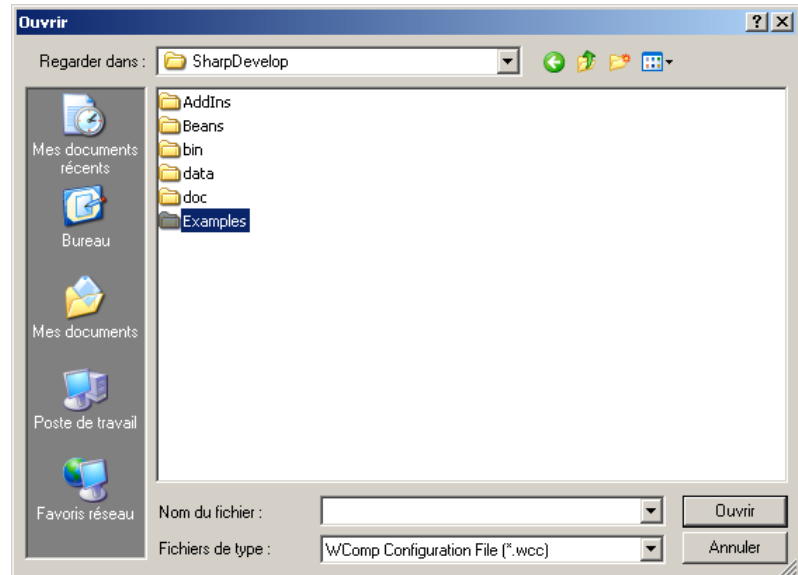 Ouvrir
Regarder dans :
SharpDevelop
Mes documents
récents
Bureau
Mes documents
Poste de travail
Favoris réseau
AddIns
Beans
bin
data
doc
Examples
Nom du fichier :
Ouvrir
Fichiers de type :
WComp Configuration File (*.wcc)
Annuler